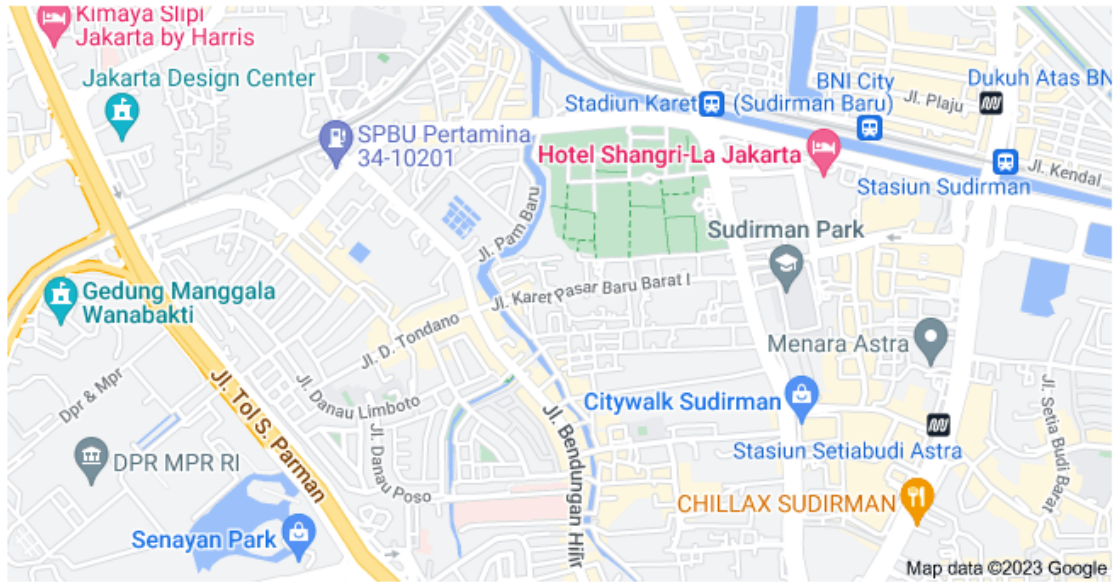 Kimaya Slipi
Jakarta by Harris
Jakarta Design Center
BNI City
Dukuh Atas BN
Stadiun Karet
(Sudirman Baru)
Jl. Plaju
SPBU Pertamina
34-10201
Hotel Shangri-La Jakarta
Jl. Kendal
Stasiun Sudirman
Jl. Pam Baru
Sudirman Park
Gedung Manggala
Wanabakti
Jl. Karet Pasar Baru Barat I
Jl. D. Tondano
Menara Astra
Dpr & Mpr
Jl. Tol S. Parman
Jl. Danau Limboto
Citywalk Sudirman
Jl. Setia Budi Barat
Jl. Bendungan Hilir
Jl. Danau Poso
Stasiun Setiabudi Astra
DPR MPR RI
CHILLAX SUDIRMAN
Senayan Park
Map data ©2023 Google